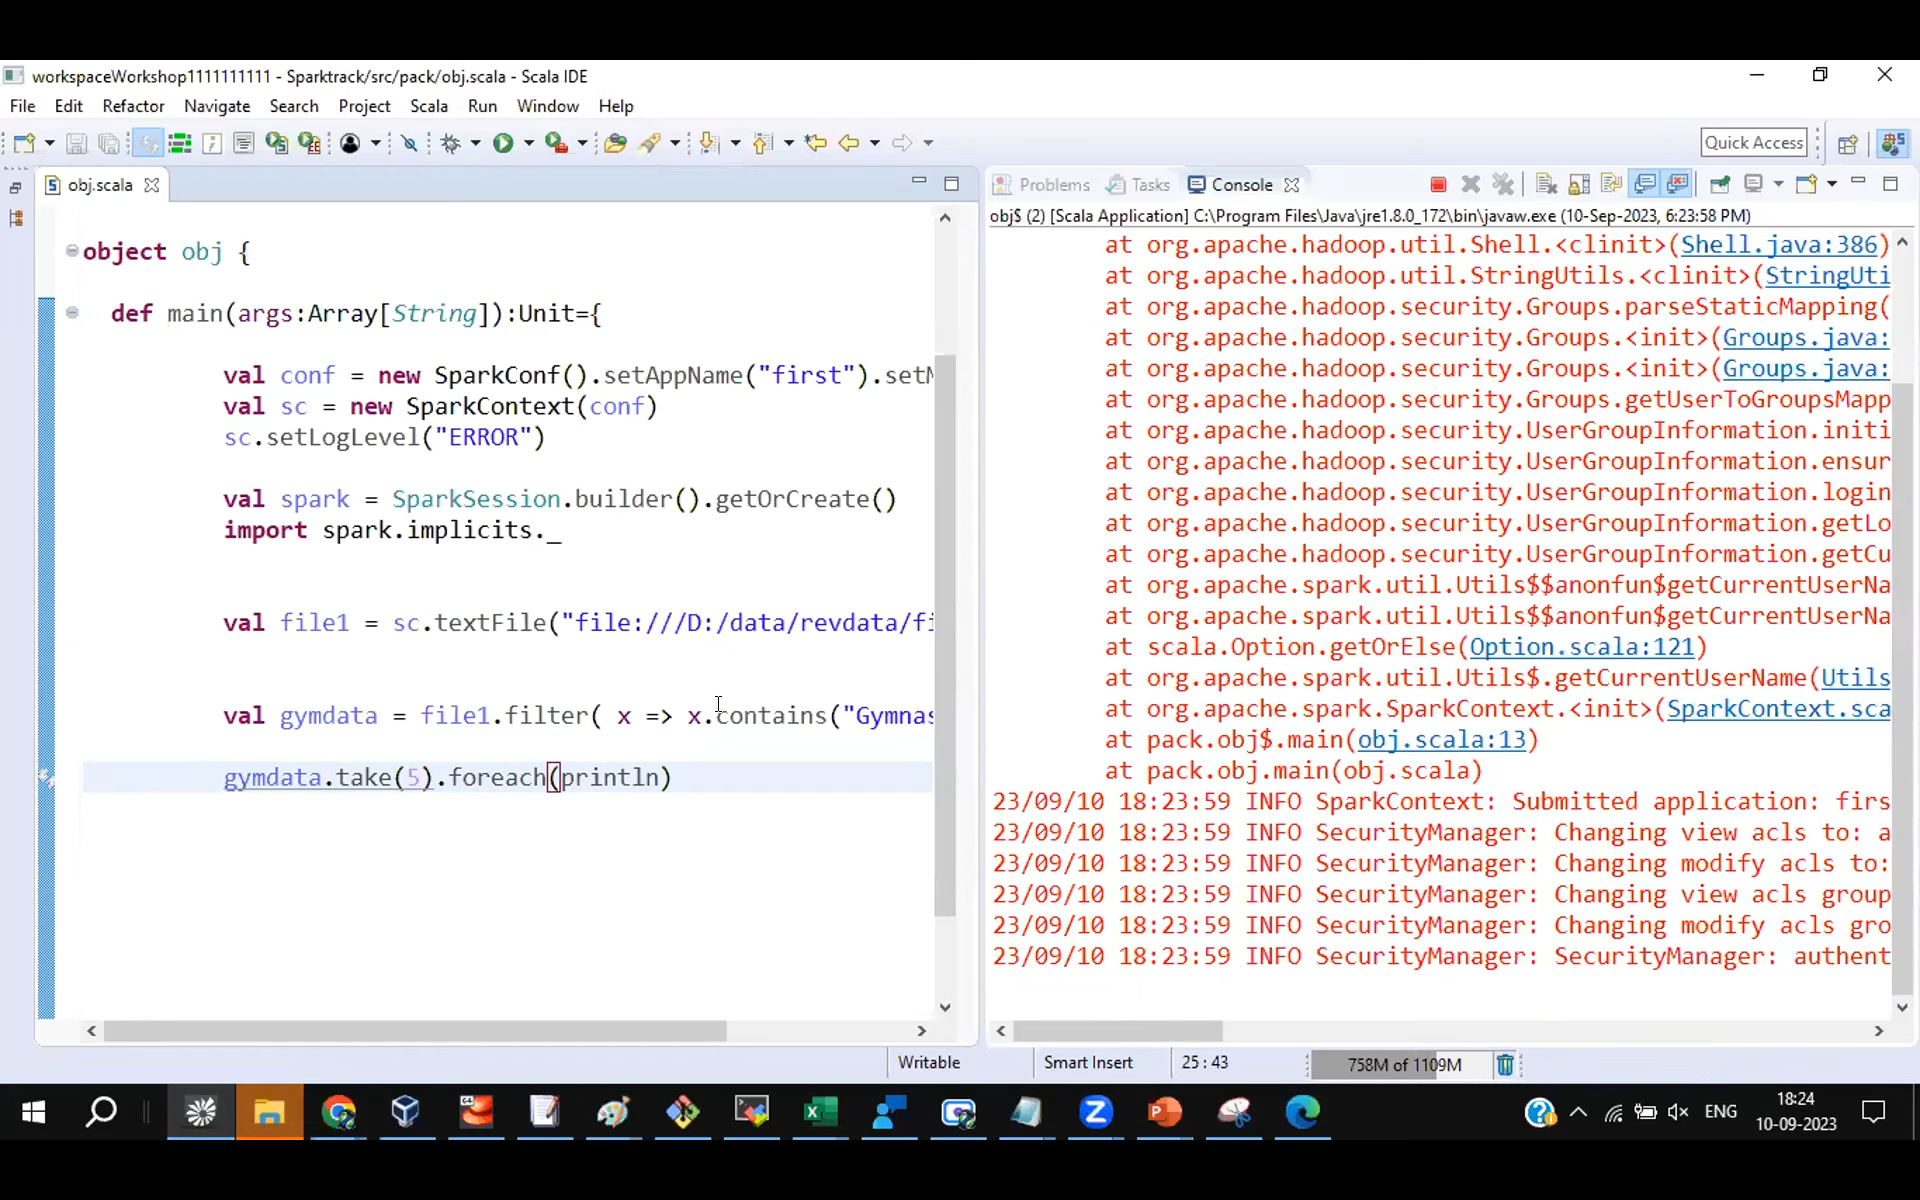 workspaceWorkshop1111111111 - Sparktrack/src/pack/obj.scala - Scala IDE
File Edit Refactor Navigate Search Project Scala Run Window Help
Quick Access
obj.scala
object obj {
def main(args:Array[String]):Unit={
val conf = new SparkConf().setAppName("first").setM
val sc = new SparkContext(conf)
sc.setLogLevel("ERROR")
val spark = SparkSession.builder().getOrCreate()
import spark.implicits._
val file1 = sc.textFile("file:///D:/data/revdata/fi
val gymdata = file1.filter( x => x.contains("Gymnas
gymdata.take(5).foreach(println)
Problems Tasks Console
obj$ (2) [Scala Application] C:\Program Files\Java\jre1.8.0_172\bin\javaw.exe (10-Sep-2023, 6:23:58 PM)
at org.apache.hadoop.util.Shell.<clinit>(Shell.java:386)
at org.apache.hadoop.util.StringUtils.<clinit>(StringUti
at org.apache.hadoop.security.Groups.parseStaticMapping(
at org.apache.hadoop.security.Groups.<init>(Groups.java:
at org.apache.hadoop.security.Groups.<init>(Groups.java:
at org.apache.hadoop.security.Groups.getUserToGroupsMapp
at org.apache.hadoop.security.UserGroupInformation.initi
at org.apache.hadoop.security.UserGroupInformation.ensur
at org.apache.hadoop.security.UserGroupInformation.login
at org.apache.hadoop.security.UserGroupInformation.getLo
at org.apache.hadoop.security.UserGroupInformation.getCu
at org.apache.spark.util.Utils$$anonfun$getCurrentUserNa
at org.apache.spark.util.Utils$$anonfun$getCurrentUserNa
at scala.Option.getOrElse(Option.scala:121)
at org.apache.spark.util.Utils$.getCurrentUserName(Utils
at org.apache.spark.SparkContext.<init>(SparkContext.sca
at pack.obj$.main(obj.scala:13)
at pack.obj.main(obj.scala)
23/09/10 18:23:59 INFO SparkContext: Submitted application: firs
23/09/10 18:23:59 INFO SecurityManager: Changing view acls to: a
23/09/10 18:23:59 INFO SecurityManager: Changing modify acls to:
23/09/10 18:23:59 INFO SecurityManager: Changing view acls group
23/09/10 18:23:59 INFO SecurityManager: Changing modify acls gro
23/09/10 18:23:59 INFO SecurityManager: SecurityManager: authent
Writable Smart Insert 25 : 43 758M of 1109M
ENG
18:24
10-09-2023